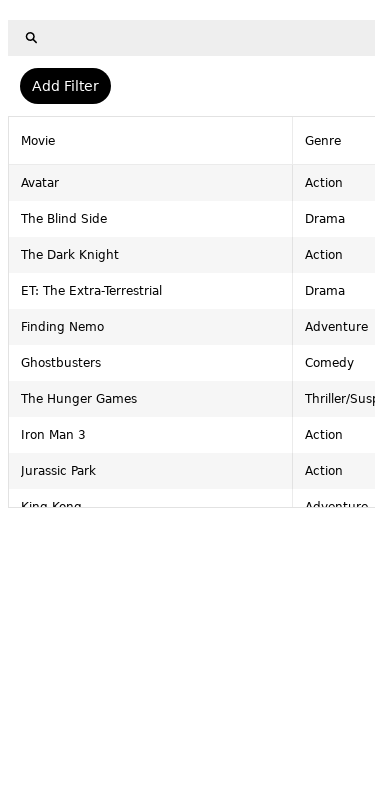 Add Filter
Movie Genre
Avatar Action
The Blind Side Drama
The Dark Knight Action
ET: The Extra-Terrestrial Drama
Finding Nemo Adventure
Ghostbusters Comedy
The Hunger Games Thriller/Susp
Iron Man 3 Action
Jurassic Park Action
King Kong Adventure